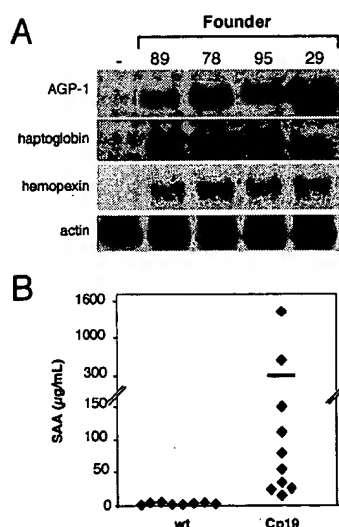 A
Founder
- 89 78 95 29
AGP-1
haptoglobin
hemopexin
actin
B
SAA (µg/mL)
1600
1000
300
150
100
50
0
wt Cp19